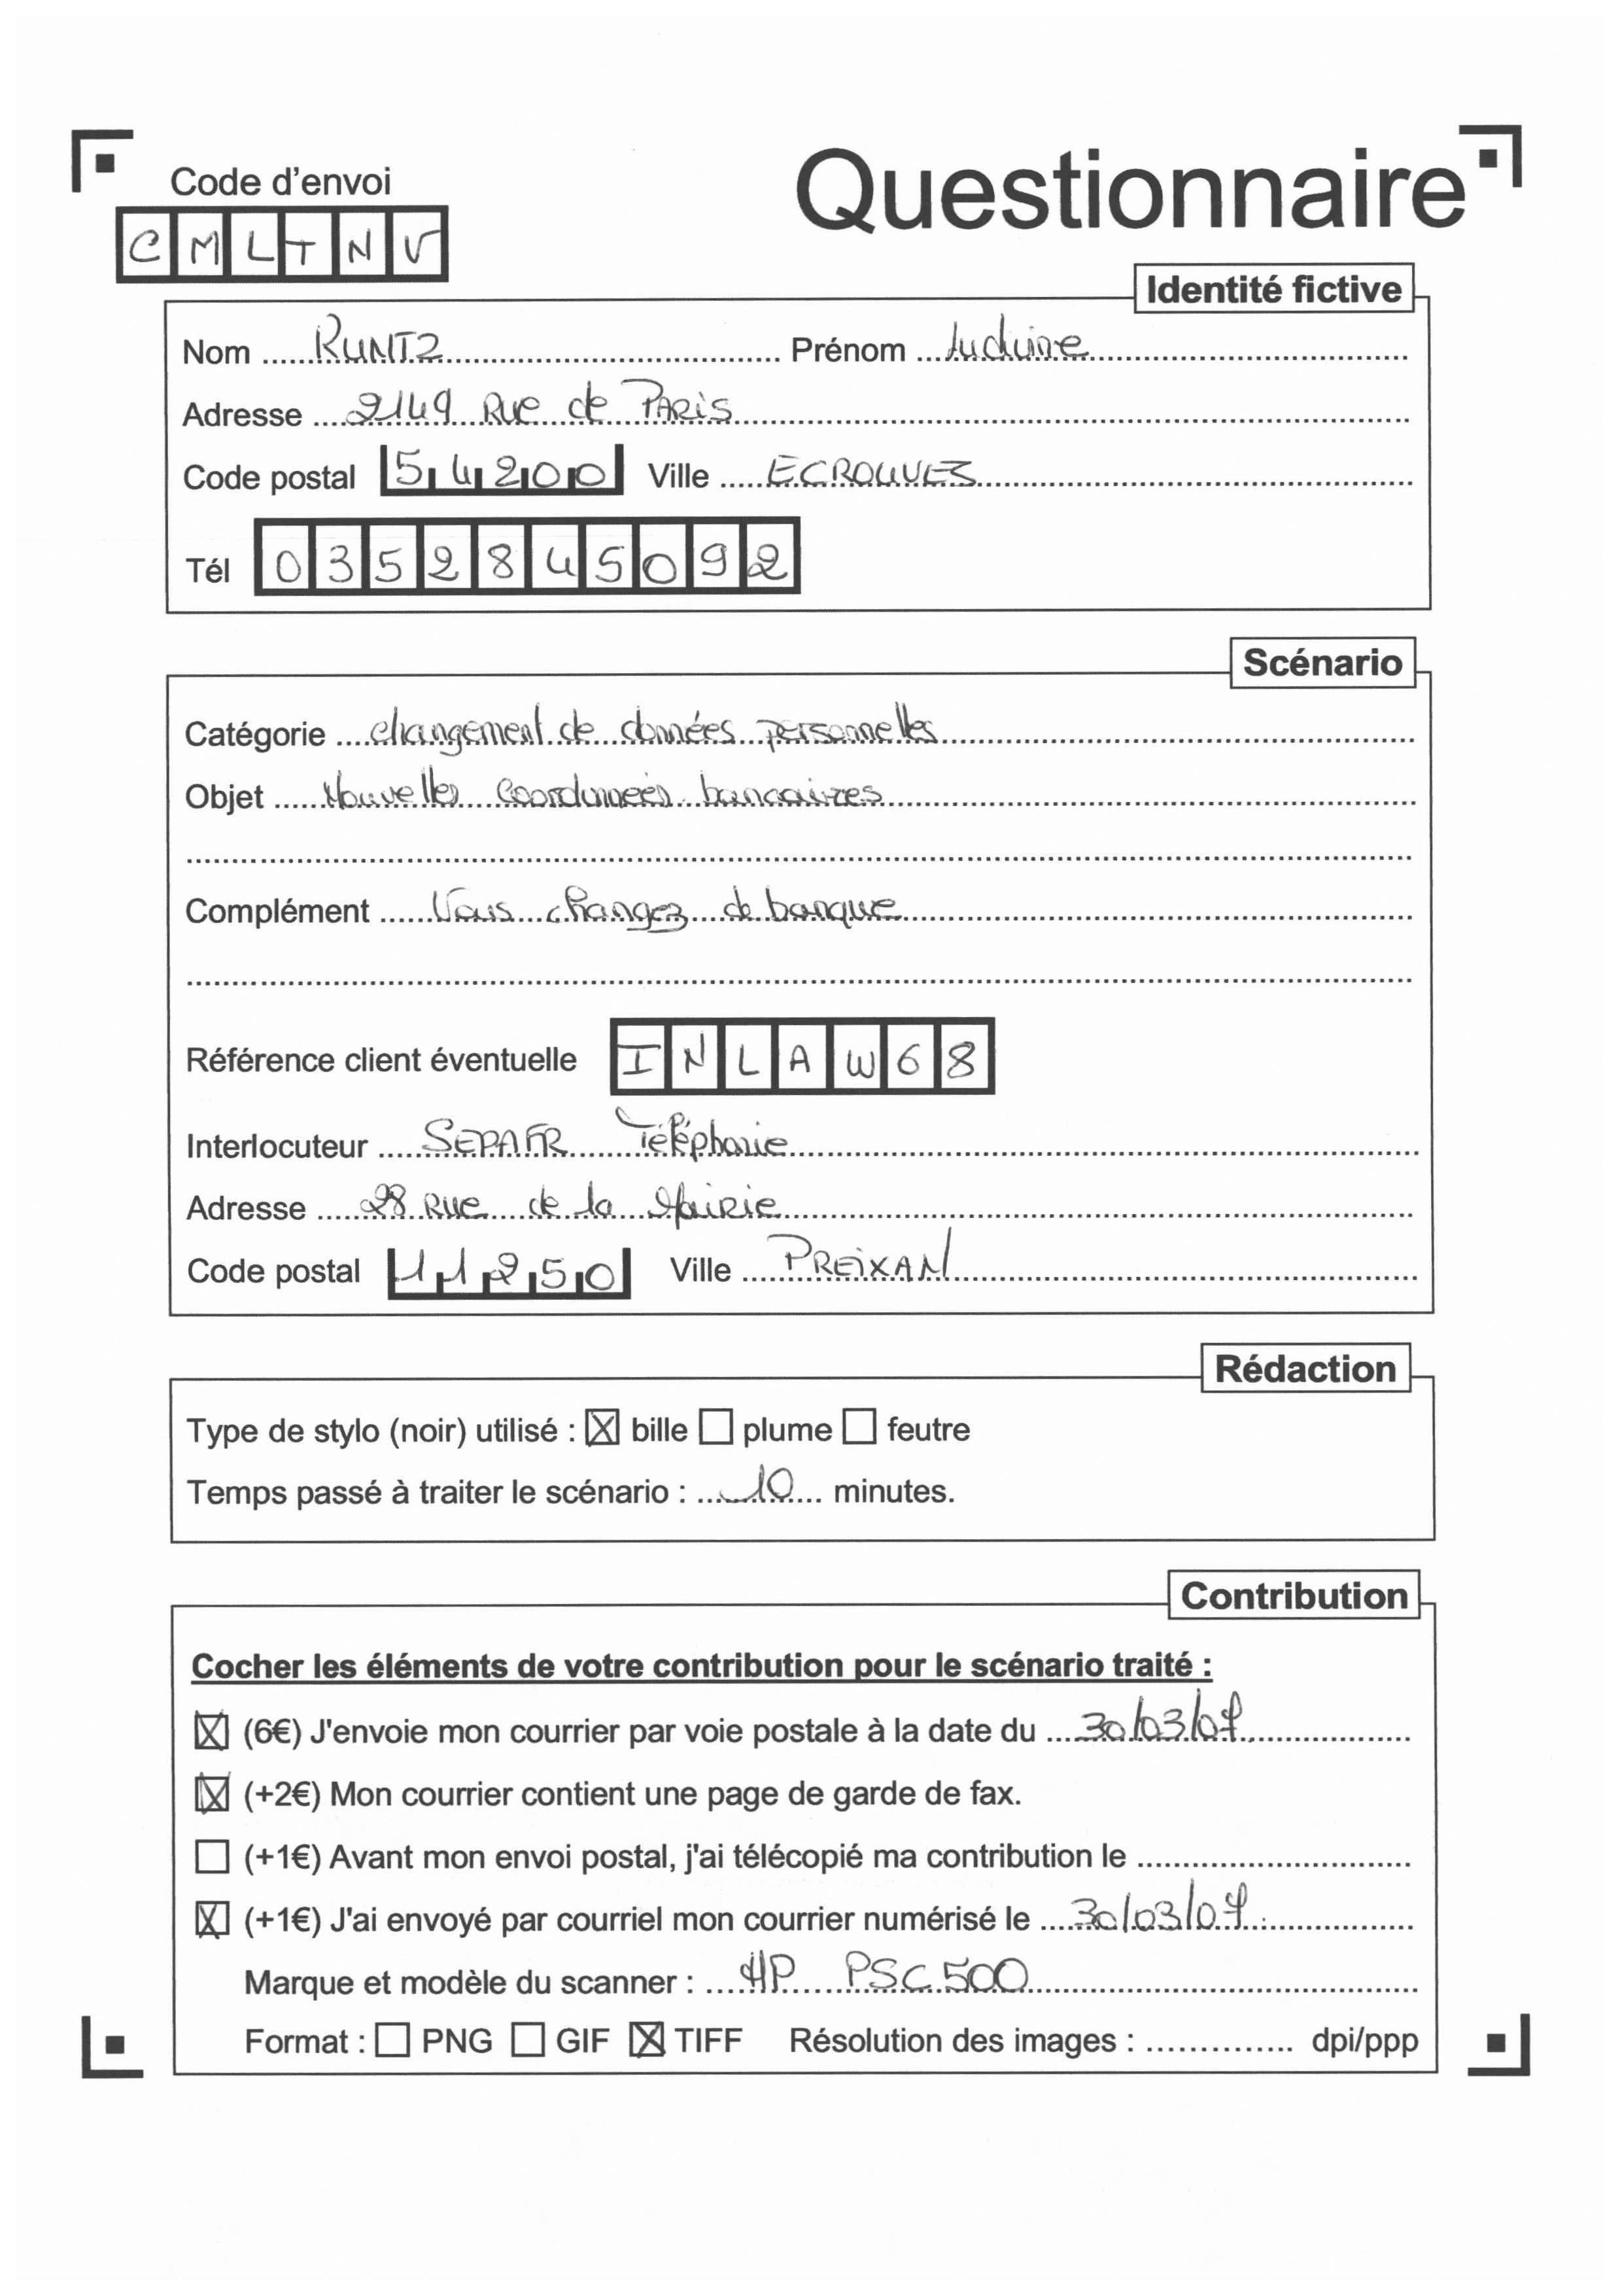 Code d'envoi
Questionnaire
CMLTNV
Identité fictive
Nom RUNTZ Prénom Ludivine
Adresse 2149 Rue de PARis
Code postal 54200 Ville ECROUVES
Tél 0352845092
Scénario
Catégorie changement de données personnelles
Objet Nouvelles Coordonnées bancaires
Complément Vous changez de banque
Référence client éventuelle INLAW68
Interlocuteur SEPAFR Téléphonie
Adresse 28 Rue de la Mairie
Code postal 11250 Ville PREiXAN
Rédaction
Type de stylo (noir) utilisé : ☒ bille ☐ plume ☐ feutre
Temps passé à traiter le scénario : 10 minutes.
Contribution
Cocher les éléments de votre contribution pour le scénario traité :
☒ (6€) J'envoie mon courrier par voie postale à la date du 30/03/07
☒ (+2€) Mon courrier contient une page de garde de fax.
☐ (+1€) Avant mon envoi postal, j'ai télécopié ma contribution le
☒ (+1€) J'ai envoyé par courriel mon courrier numérisé le 30/03/07
Marque et modèle du scanner : HP PSC 500
Format : ☐ PNG ☐ GIF ☒ TIFF Résolution des images : dpi/ppp